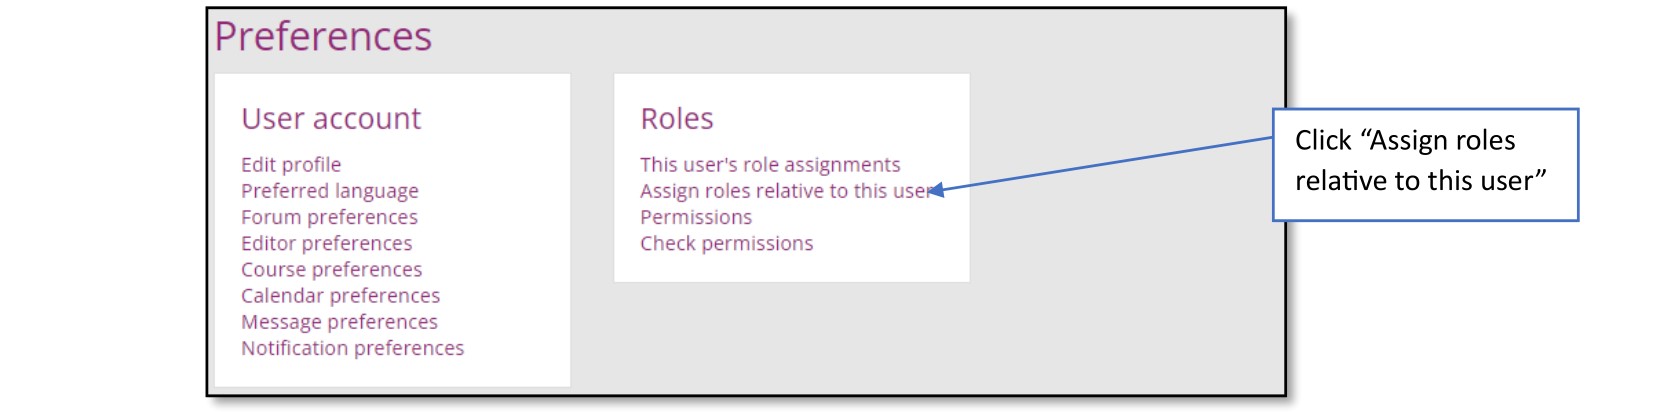 Preferences
User account
Edit profile
Preferred language
Forum preferences
Editor preferences
Course preferences
Calendar preferences
Message preferences
Notification preferences
Roles
This user's role assignments
Assign roles relative to this user
Permissions
Check permissions
Click “Assign roles
relative to this user”